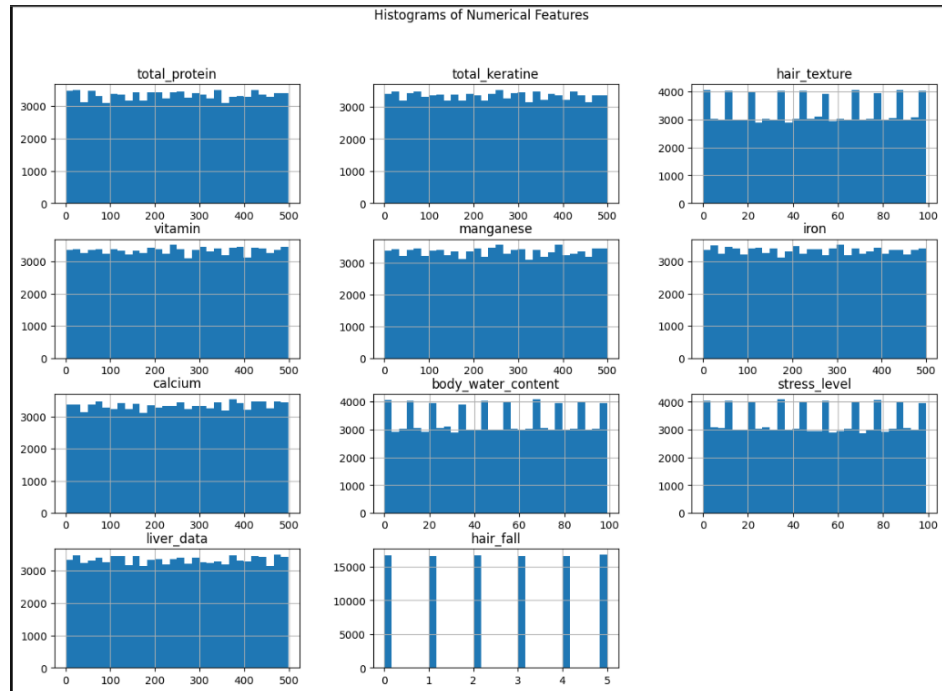 Histograms of Numerical Features
total_protein
3000
2000
1000
0
0 100 200 300 400 500
total_keratine
3000
2000
1000
0
0 100 200 300 400 500
hair_texture
4000
3000
2000
1000
0
0 20 40 60 80 100
vitamin
3000
2000
1000
0
0 100 200 300 400 500
manganese
3000
2000
1000
0
0 100 200 300 400 500
iron
3000
2000
1000
0
0 100 200 300 400 500
calcium
3000
2000
1000
0
0 100 200 300 400 500
body_water_content
4000
3000
2000
1000
0
0 20 40 60 80 100
stress_level
4000
3000
2000
1000
0
0 20 40 60 80 100
liver_data
3000
2000
1000
0
0 100 200 300 400 500
hair_fall
15000
10000
5000
0
0 1 2 3 4 5